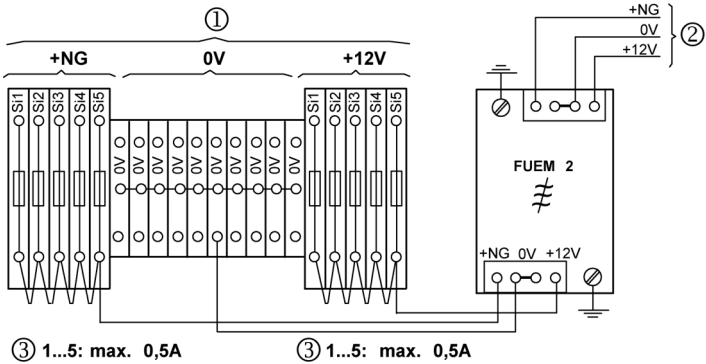 ①
+NG 0V +12V
Si1 Si2 Si3 Si4 Si5
0V 0V 0V 0V 0V 0V 0V 0V 0V 0V
Si1 Si2 Si3 Si4 Si5
+NG
0V
+12V
②
FUEM 2
+NG 0V +12V
③ 1...5: max. 0,5A
③ 1...5: max. 0,5A